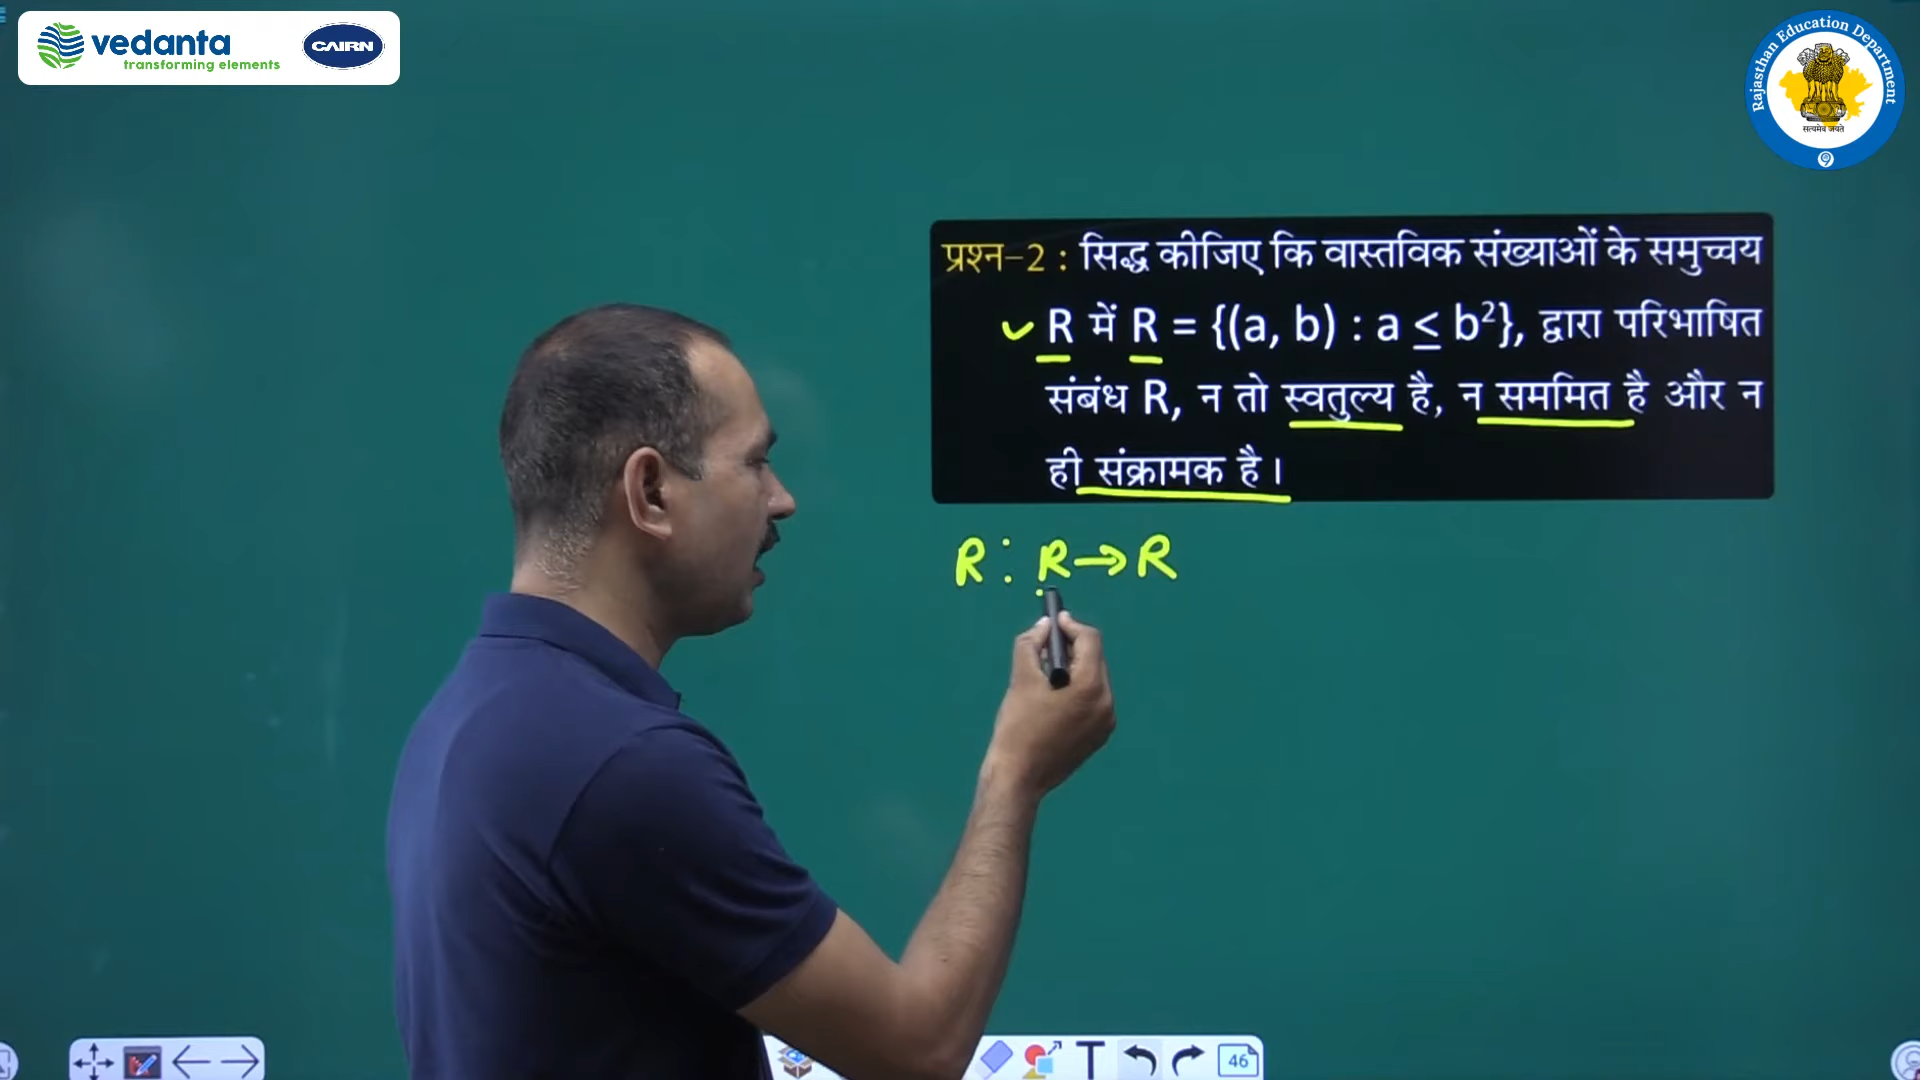 vedanta
transforming elements
CAIRN
Rajasthan Education Department
सत्यमेव जयते
प्रश्न–2 : सिद्ध कीजिए कि वास्तविक संख्याओं के समुच्चय
R में R = {(a, b) : a ≤ b²}, द्वारा परिभाषित
संबंध R, न तो स्वतुल्य है, न सममित है और न
ही संक्रामक है।
R : R → R
T
46